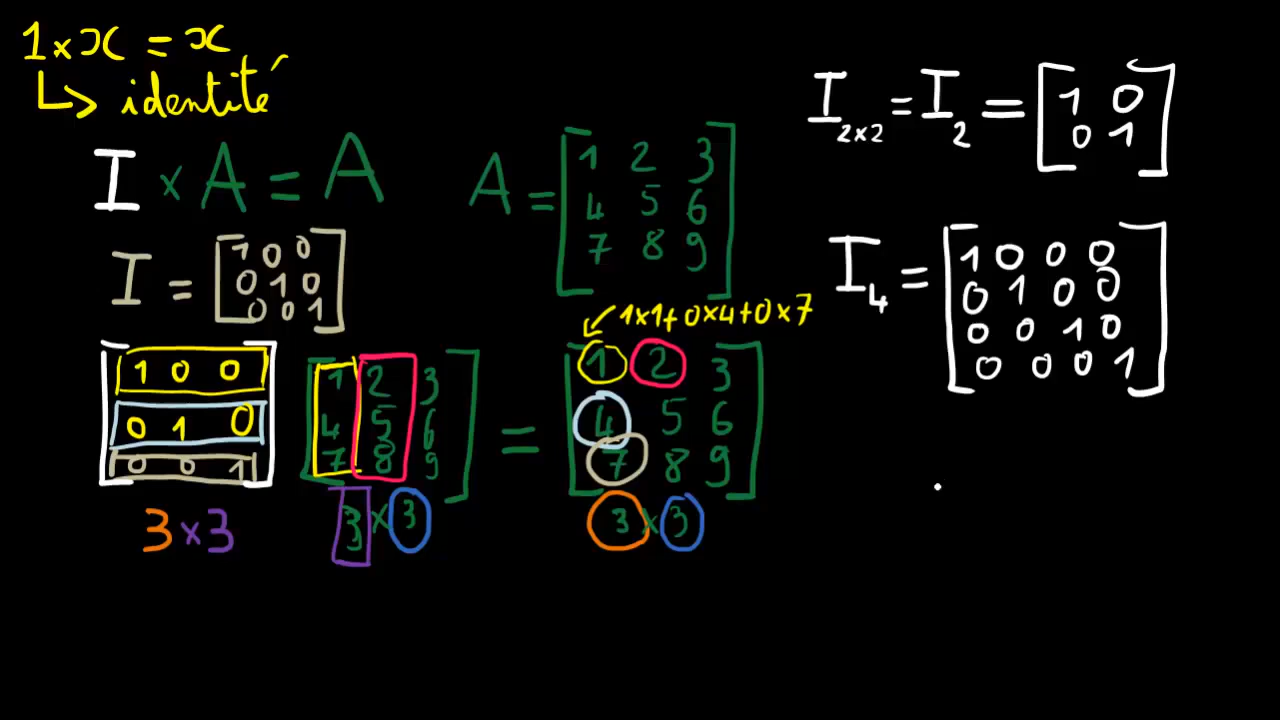 1 × x = x
↳ identité
I × A = A
A = [1 2 3
4 5 6
7 8 9]
I = [1 0 0
0 1 0
0 0 1]
1×1+0×4+0×7
[1 0 0
0 1 0
0 0 1]
[1 2 3
4 5 6
7 8 9]
=
[1 2 3
4 5 6
7 8 9]
3×3
3×3
3×3
I2×2 = I2 = [1 0
0 1]
I4 = [1 0 0 0
0 1 0 0
0 0 1 0
0 0 0 1]